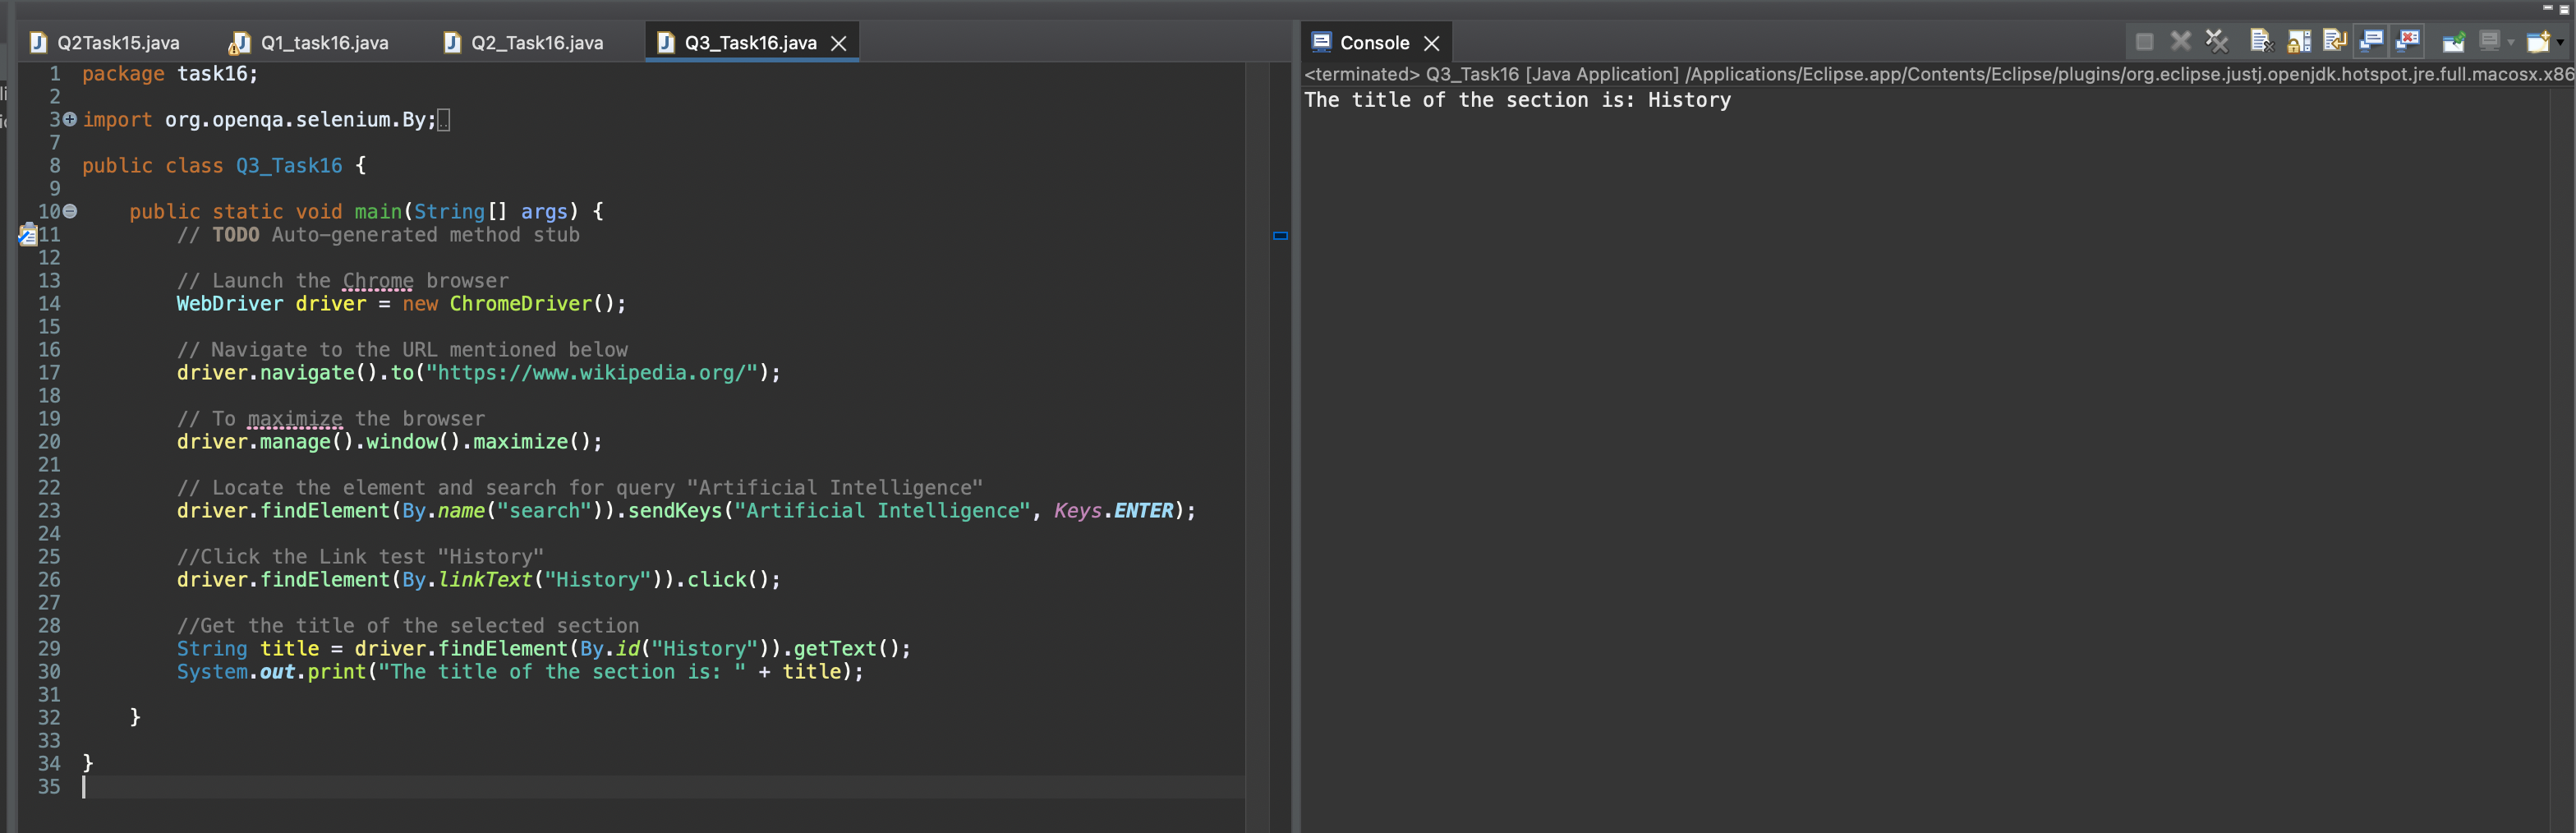 Q2Task15.java
Q1_task16.java
Q2_Task16.java
Q3_Task16.java
1 package task16;
2
3 import org.openqa.selenium.By;
7
8 public class Q3_Task16 {
9
10 public static void main(String[] args) {
11 // TODO Auto-generated method stub
12
13 // Launch the Chrome browser
14 WebDriver driver = new ChromeDriver();
15
16 // Navigate to the URL mentioned below
17 driver.navigate().to("https://www.wikipedia.org/");
18
19 // To maximize the browser
20 driver.manage().window().maximize();
21
22 // Locate the element and search for query "Artificial Intelligence"
23 driver.findElement(By.name("search")).sendKeys("Artificial Intelligence", Keys.ENTER);
24
25 //Click the Link test "History"
26 driver.findElement(By.linkText("History")).click();
27
28 //Get the title of the selected section
29 String title = driver.findElement(By.id("History")).getText();
30 System.out.print("The title of the section is: " + title);
31
32 }
33
34 }
35
Console
<terminated> Q3_Task16 [Java Application] /Applications/Eclipse.app/Contents/Eclipse/plugins/org.eclipse.justj.openjdk.hotspot.jre.full.macosx.x86
The title of the section is: History